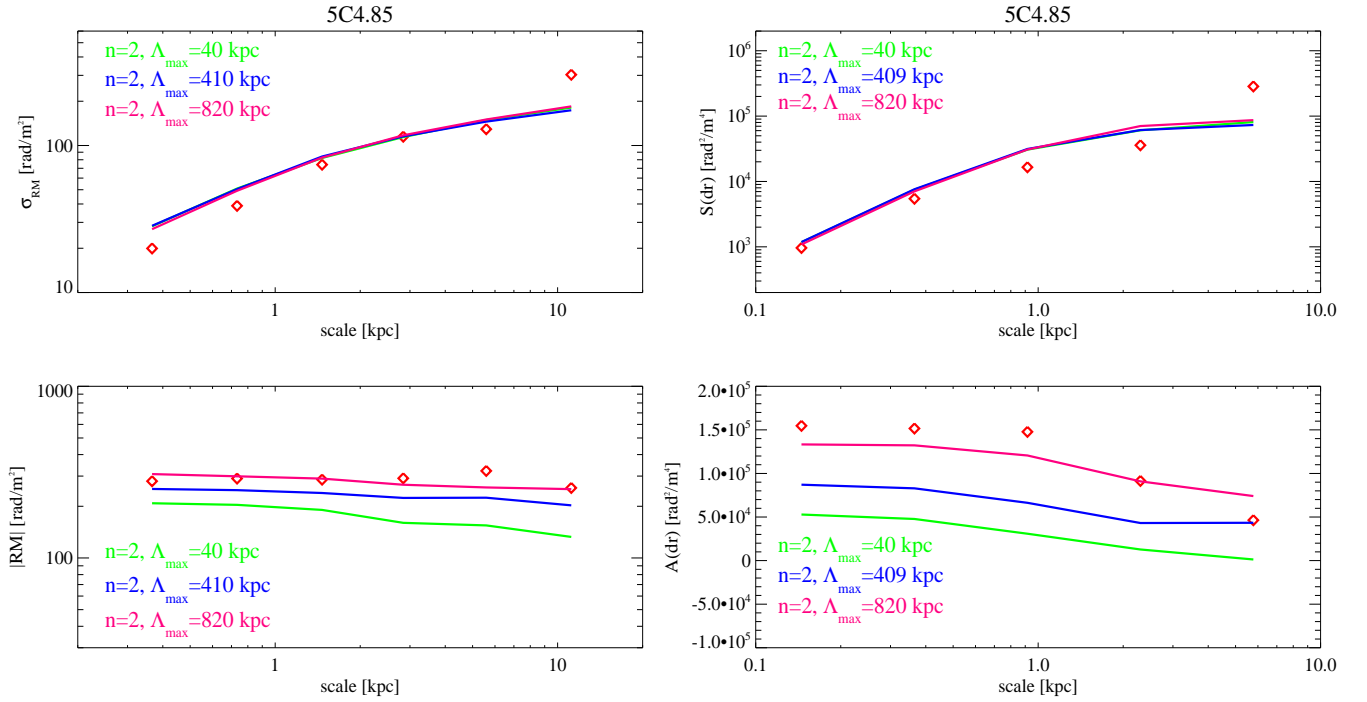 5C4.85
n=2, Λmax=40 kpc
n=2, Λmax=410 kpc
n=2, Λmax=820 kpc
σRM [rad/m²]
100
10
1
10
scale [kpc]
5C4.85
n=2, Λmax=40 kpc
n=2, Λmax=409 kpc
n=2, Λmax=820 kpc
S(dr) [rad²/m⁴]
10⁶
10⁵
10⁴
10³
0.1
1.0
10.0
scale [kpc]
|RM| [rad/m²]
1000
100
n=2, Λmax=40 kpc
n=2, Λmax=410 kpc
n=2, Λmax=820 kpc
1
10
scale [kpc]
A(dr) [rad²/m⁴]
2.0•10⁵
1.5•10⁵
1.0•10⁵
5.0•10⁴
0
-5.0•10⁴
-1.0•10⁵
n=2, Λmax=40 kpc
n=2, Λmax=409 kpc
n=2, Λmax=820 kpc
0.1
1.0
10.0
scale [kpc]